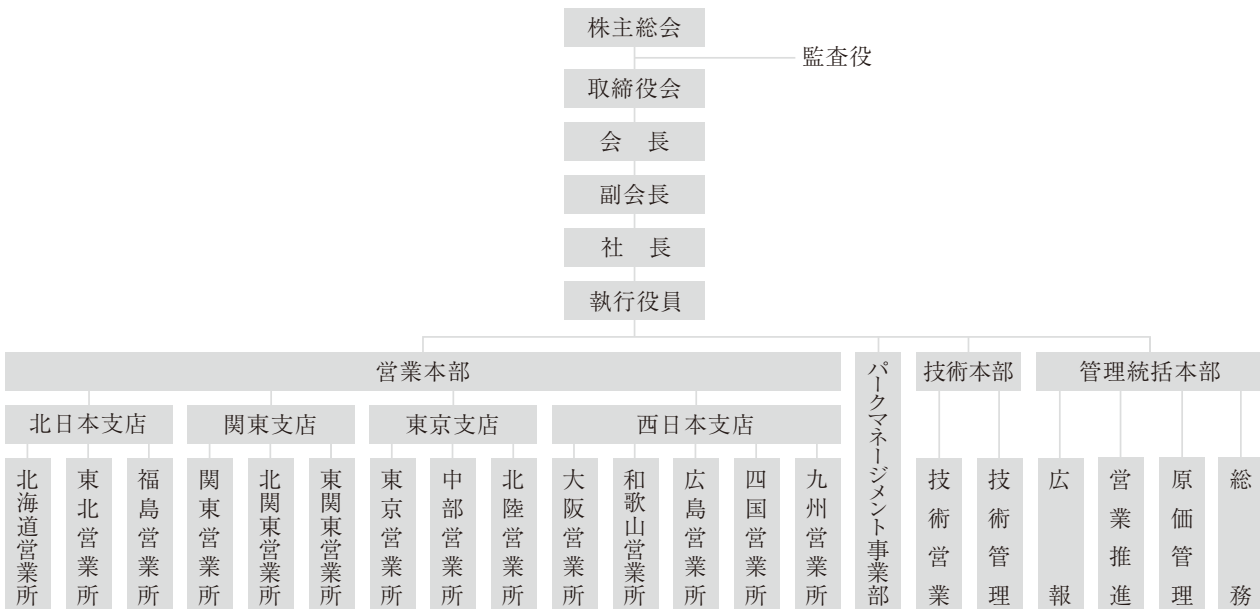 株主総会
監査役
取締役会
会　長
副会長
社　長
執行役員
営業本部
パークマネージメント事業部
技術本部
管理統括本部
北日本支店
関東支店
東京支店
西日本支店
北海道営業所
東北営業所
福島営業所
関東営業所
北関東営業所
東関東営業所
東京営業所
中部営業所
北陸営業所
大阪営業所
和歌山営業所
広島営業所
四国営業所
九州営業所
技術営業
技術管理
広報
営業推進
原価管理
総務